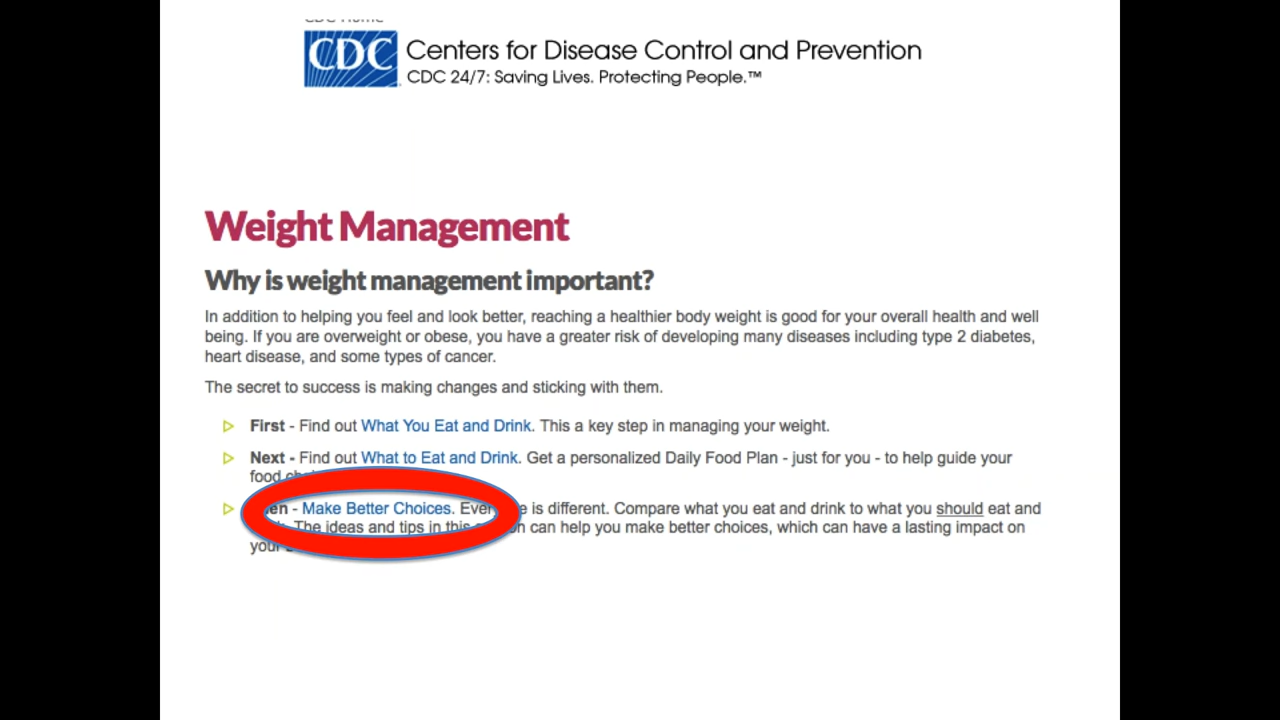 CDC Home
CDC Centers for Disease Control and Prevention
CDC 24/7: Saving Lives. Protecting People.™
Weight Management
Why is weight management important?
In addition to helping you feel and look better, reaching a healthier body weight is good for your overall health and well
being. If you are overweight or obese, you have a greater risk of developing many diseases including type 2 diabetes,
heart disease, and some types of cancer.
The secret to success is making changes and sticking with them.
First - Find out What You Eat and Drink. This a key step in managing your weight.
Next - Find out What to Eat and Drink. Get a personalized Daily Food Plan - just for you - to help guide your
food
- Make Better Choices. is different. Compare what you eat and drink to what you should eat and
The ideas and tips in this can help you make better choices, which can have a lasting impact on
your